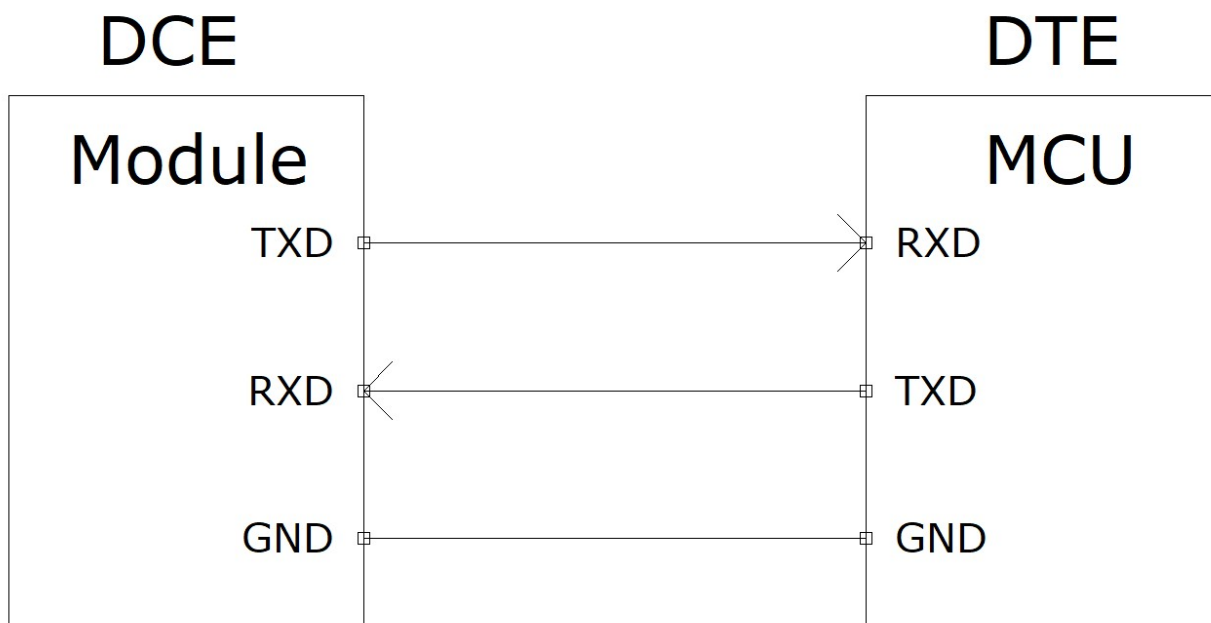 DCE
DTE
Module
MCU
TXD
RXD
RXD
TXD
GND
GND